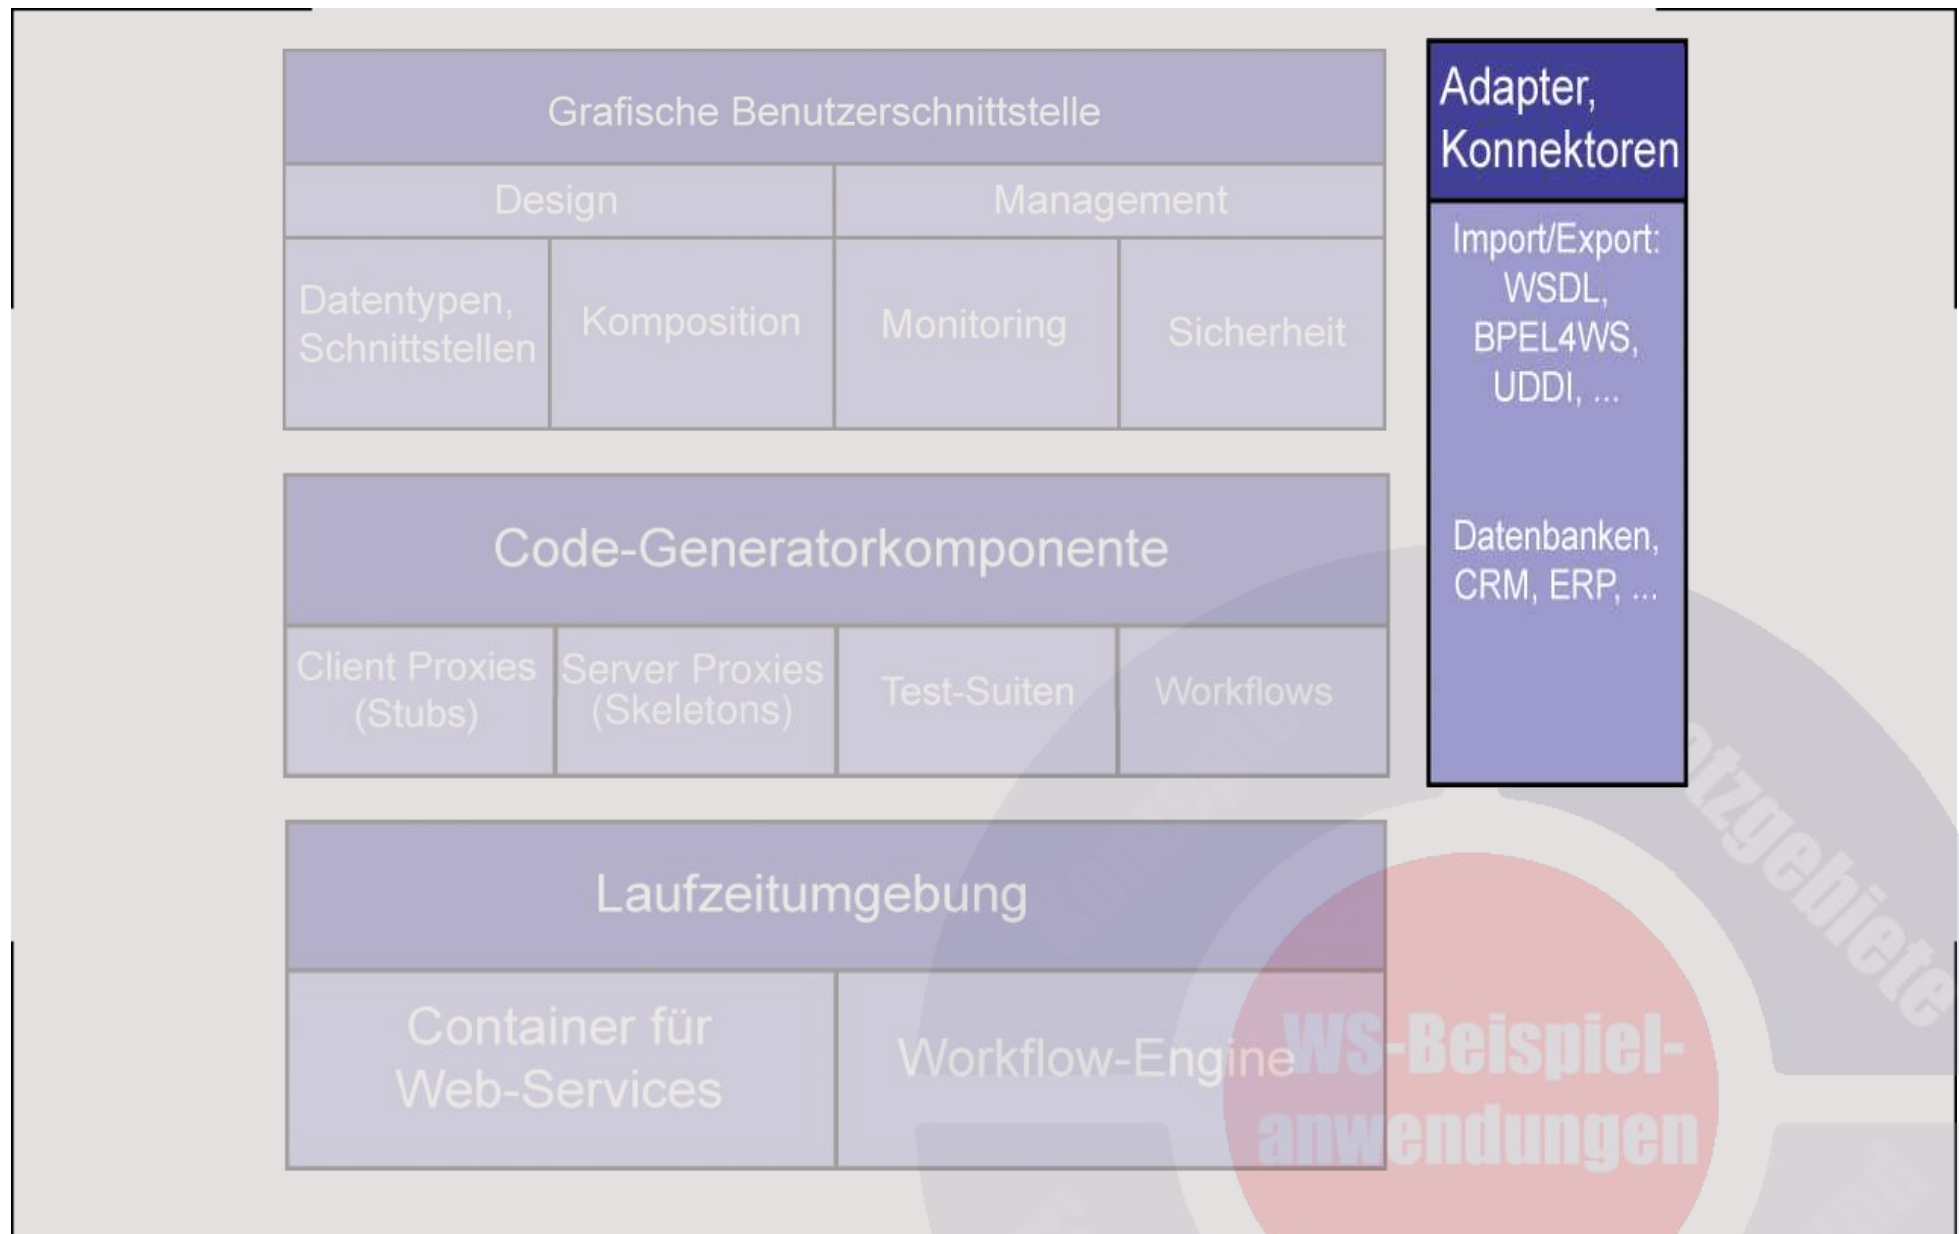 Grafische Benutzerschnittstelle
Design
Management
Datentypen,
Schnittstellen
Komposition
Monitoring
Sicherheit
Adapter,
Konnektoren
Import/Export:
WSDL,
BPEL4WS,
UDDI, ...
Datenbanken,
CRM, ERP, ...
Code-Generatorkomponente
Client Proxies
(Stubs)
Server Proxies
(Skeletons)
Test-Suiten
Workflows
Laufzeitumgebung
Container für
Web-Services
Workflow-Engine
WS-Beispiel-
anwendungen